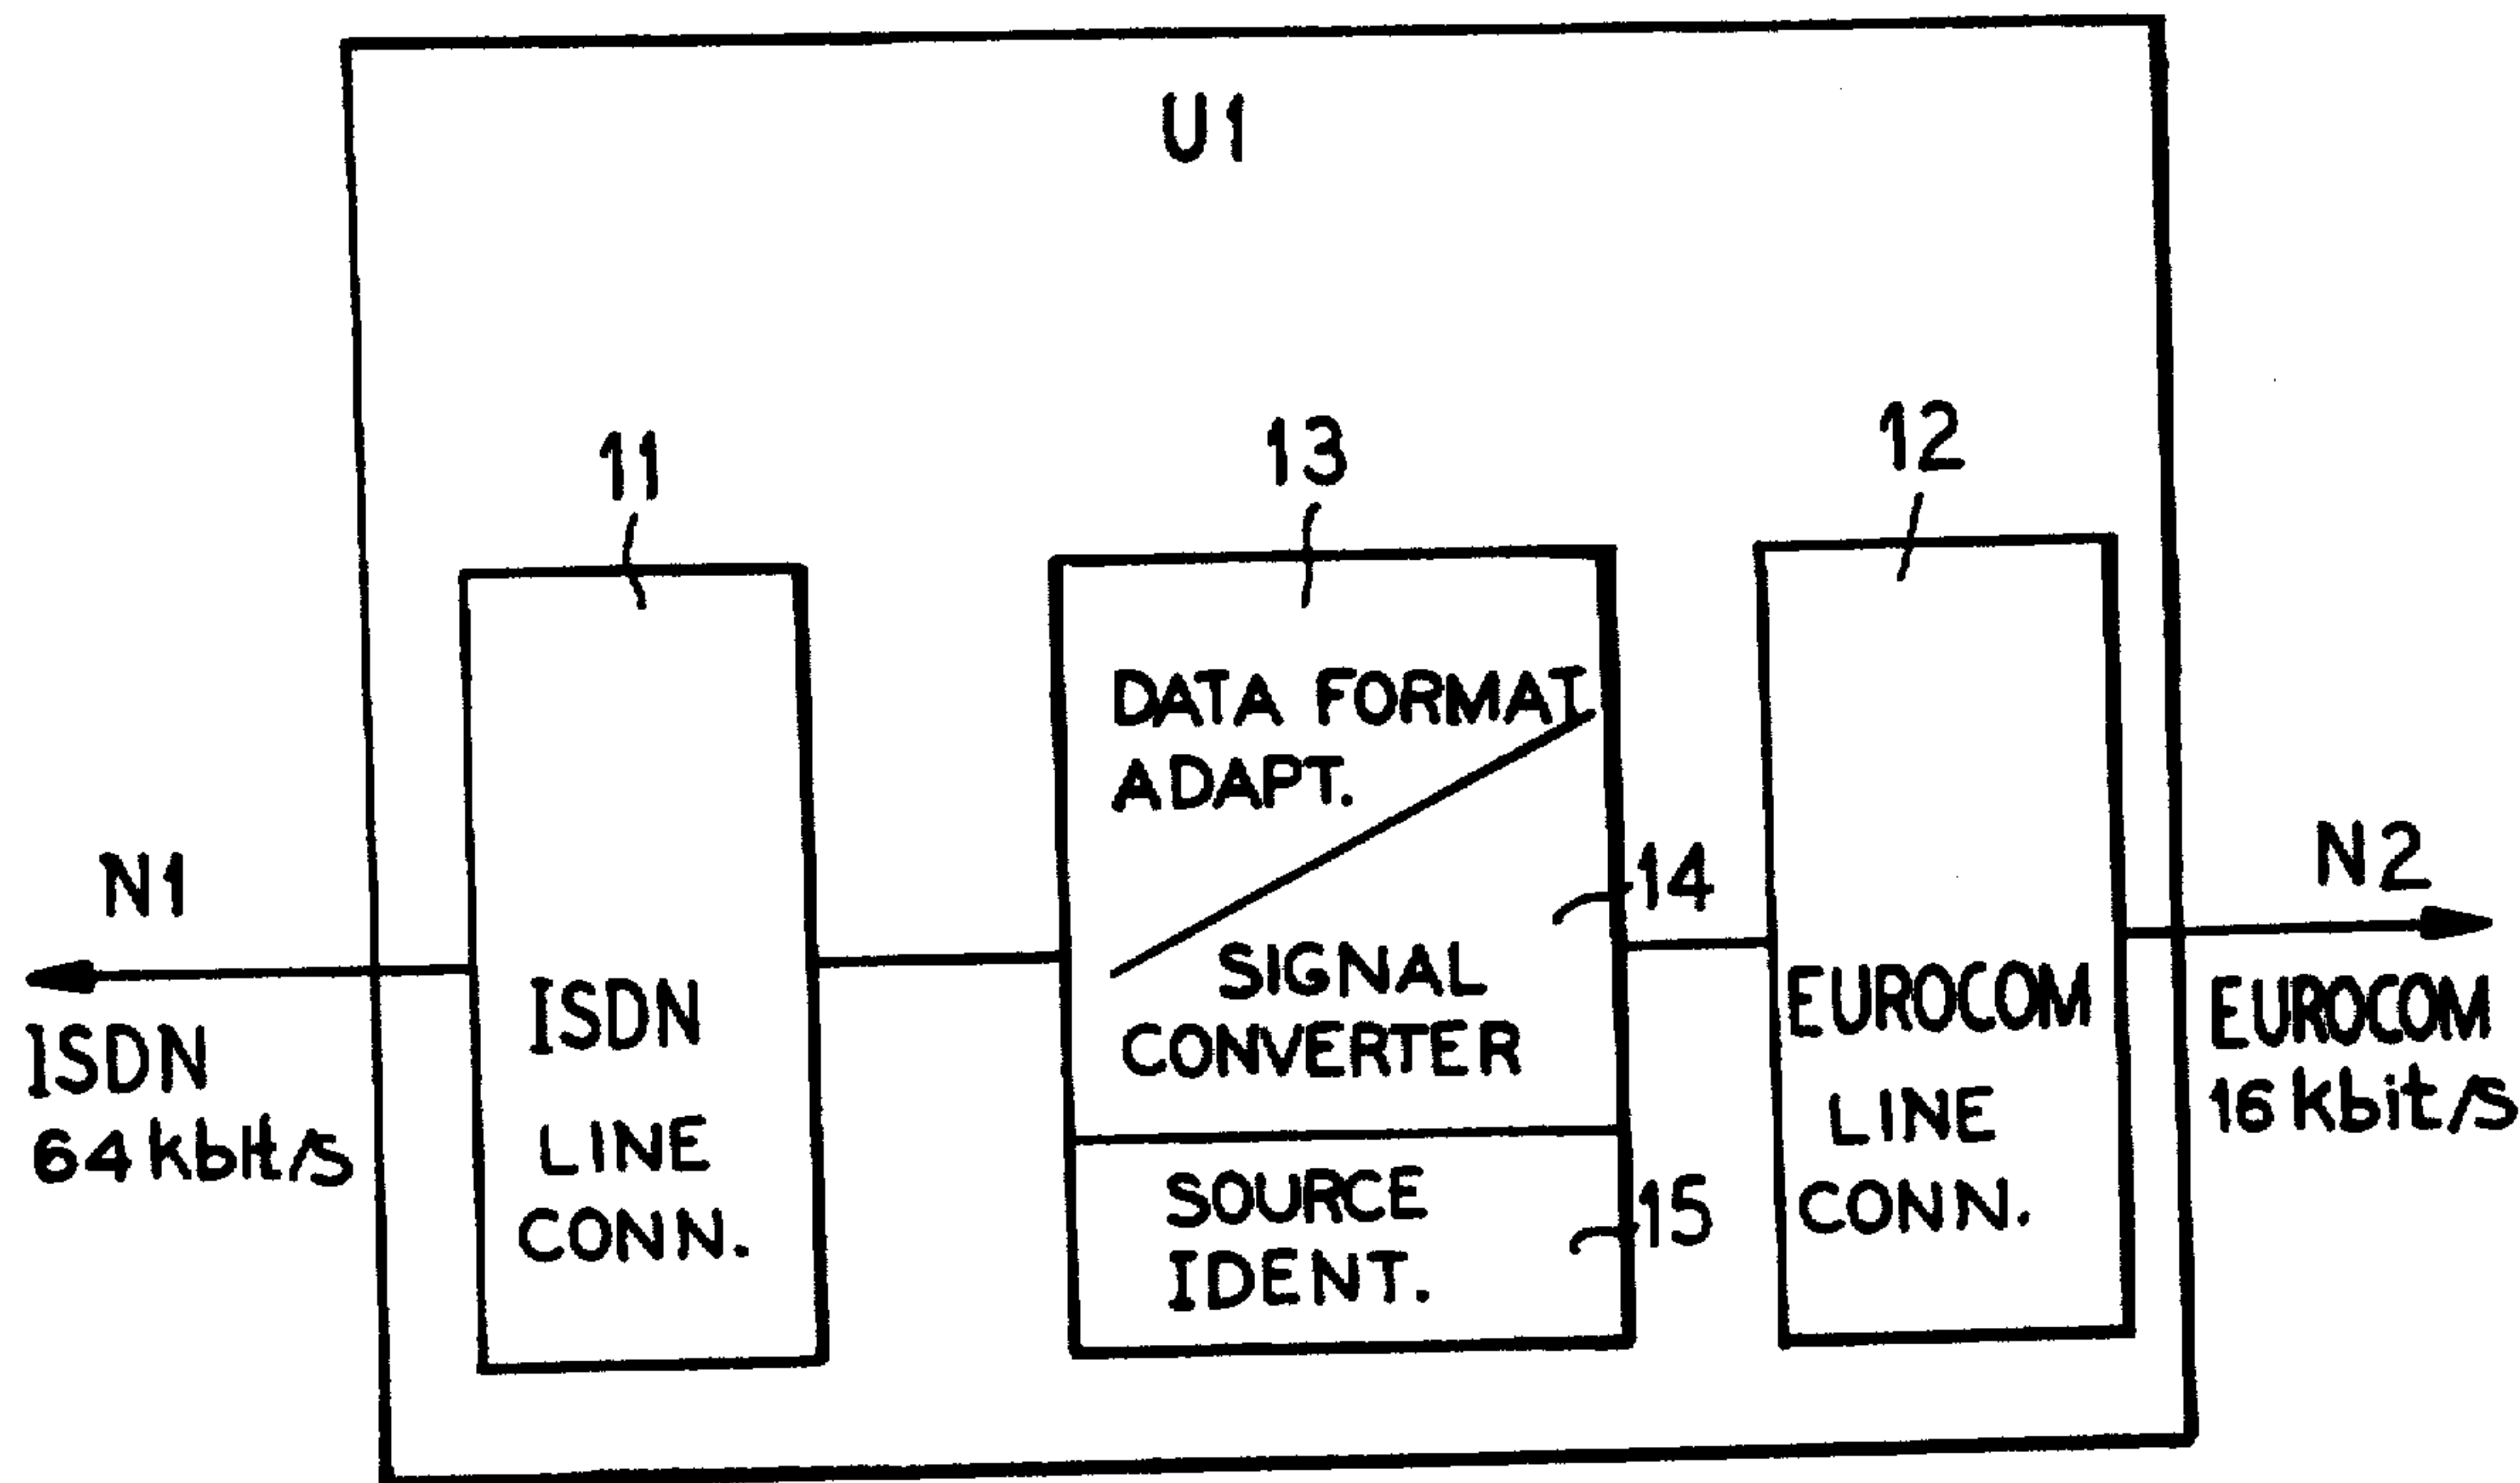 U1
11
13
12
DATA FORMAT
ADAPT.
14
SIGNAL
CONVERTER
SOURCE
IDENT.
15
N1
ISDN
64 kbit/s
ISDN
LINE
CONN.
EUROCOM
LINE
CONN.
N2
EUROCOM
16 kbit/s